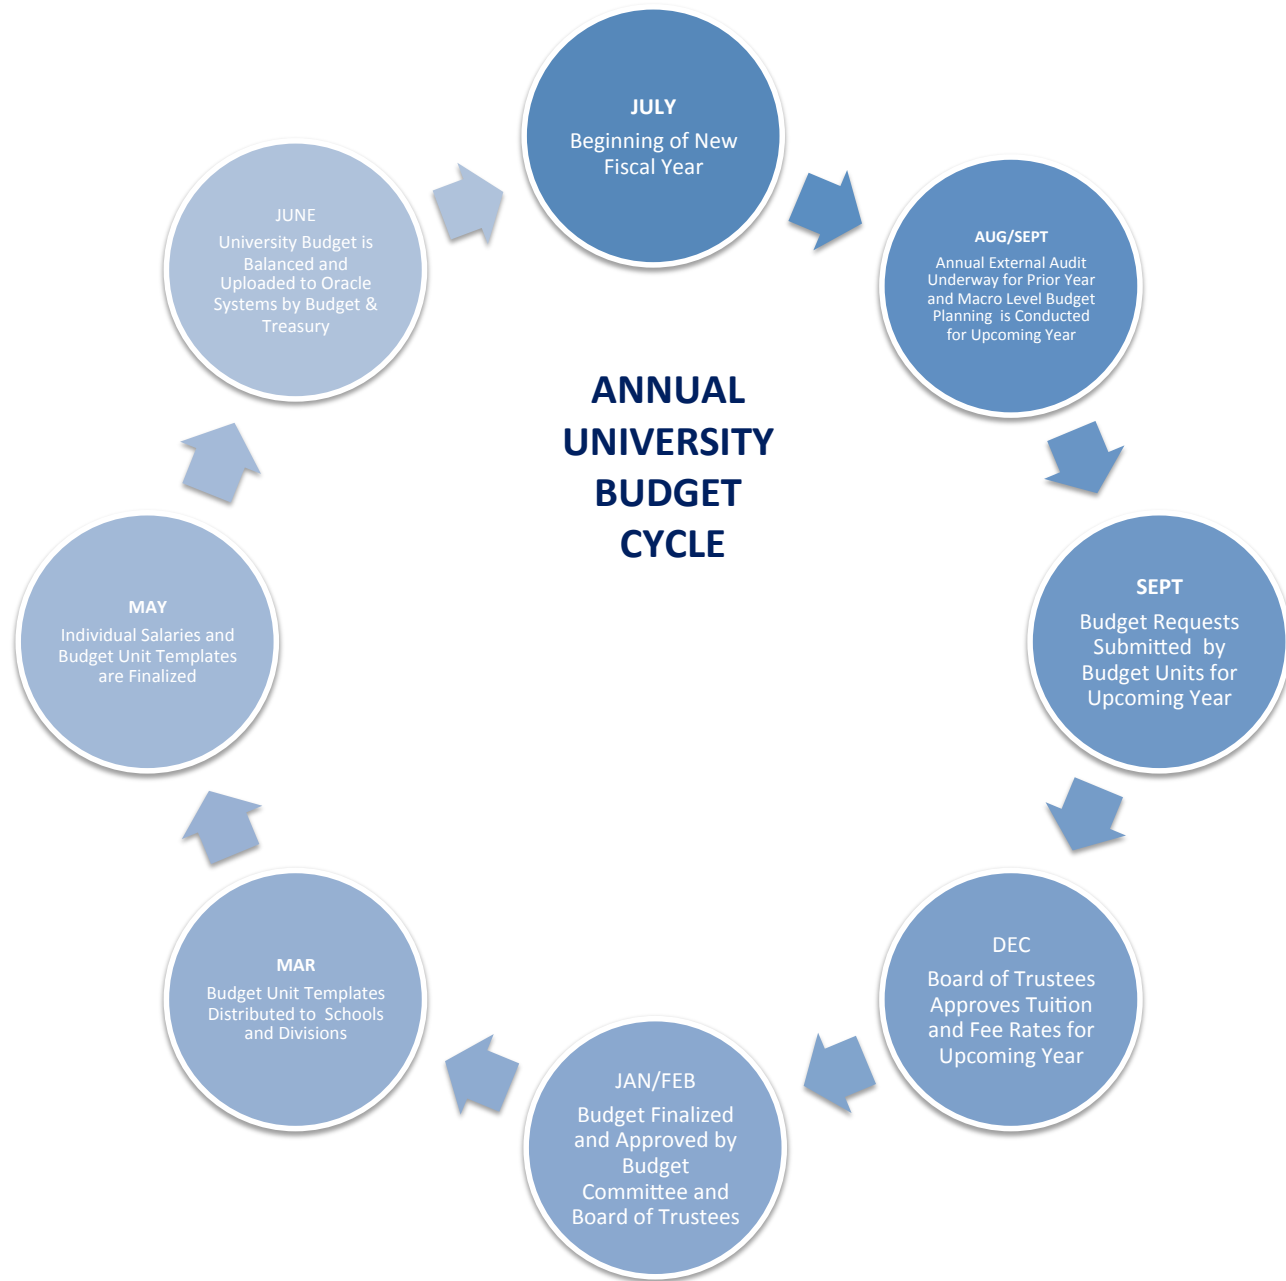 JULY
Beginning of New
Fiscal Year
AUG/SEPT
Annual External Audit
Underway for Prior Year
and Macro Level Budget
Planning is Conducted
for Upcoming Year
SEPT
Budget Requests
Submitted by
Budget Units for
Upcoming Year
DEC
Board of Trustees
Approves Tuition
and Fee Rates for
Upcoming Year
JAN/FEB
Budget Finalized
and Approved by
Budget
Committee and
Board of Trustees
MAR
Budget Unit Templates
Distributed to Schools
and Divisions
MAY
Individual Salaries and
Budget Unit Templates
are Finalized
JUNE
University Budget is
Balanced and
Uploaded to Oracle
Systems by Budget &
Treasury
ANNUAL
UNIVERSITY
BUDGET
CYCLE